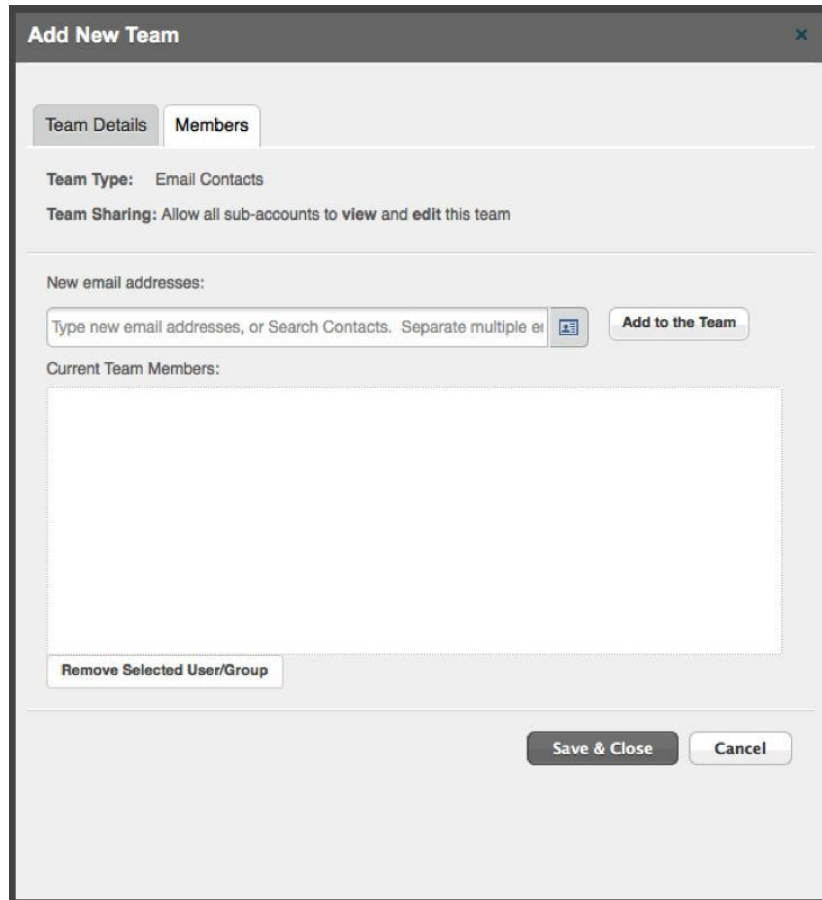 Add New Team
Team Details
Members
Team Type: Email Contacts
Team Sharing: Allow all sub-accounts to view and edit this team
New email addresses:
Type new email addresses, or Search Contacts. Separate multiple
Add to the Team
Current Team Members:
Remove Selected User/Group
Save & Close
Cancel